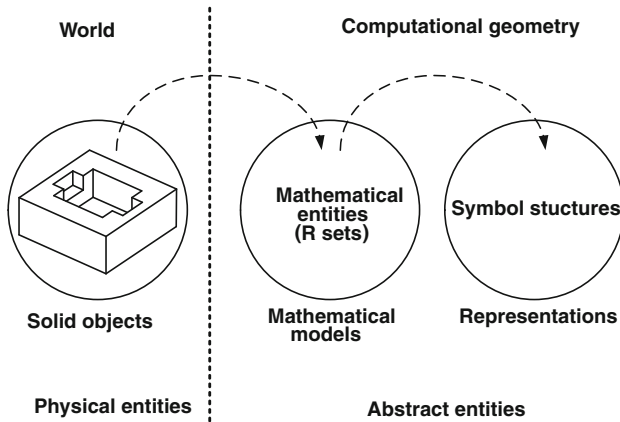 World
Computational geometry
Mathematical
entities
(R sets)
Symbol stuctures
Solid objects
Mathematical
models
Representations
Physical entities
Abstract entities